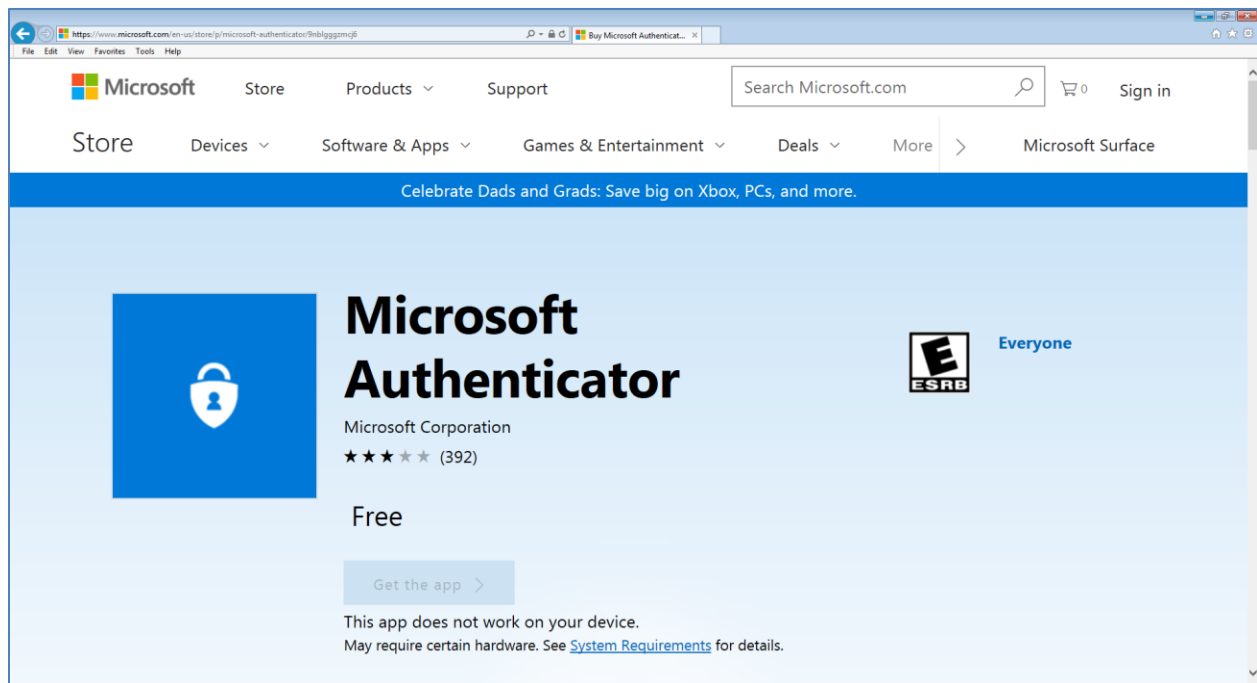 https://www.microsoft.com/en-us/store/p/microsoft-authenticator/9nblgggzmcj6
Buy Microsoft Authenticat...
File Edit View Favorites Tools Help
Microsoft Store Products Support Search Microsoft.com 0 Sign in
Store Devices Software & Apps Games & Entertainment Deals More Microsoft Surface
Celebrate Dads and Grads: Save big on Xbox, PCs, and more.
Microsoft
Authenticator
E
ESRB
Everyone
Microsoft Corporation
(392)
Free
Get the app
This app does not work on your device.
May require certain hardware. See System Requirements for details.